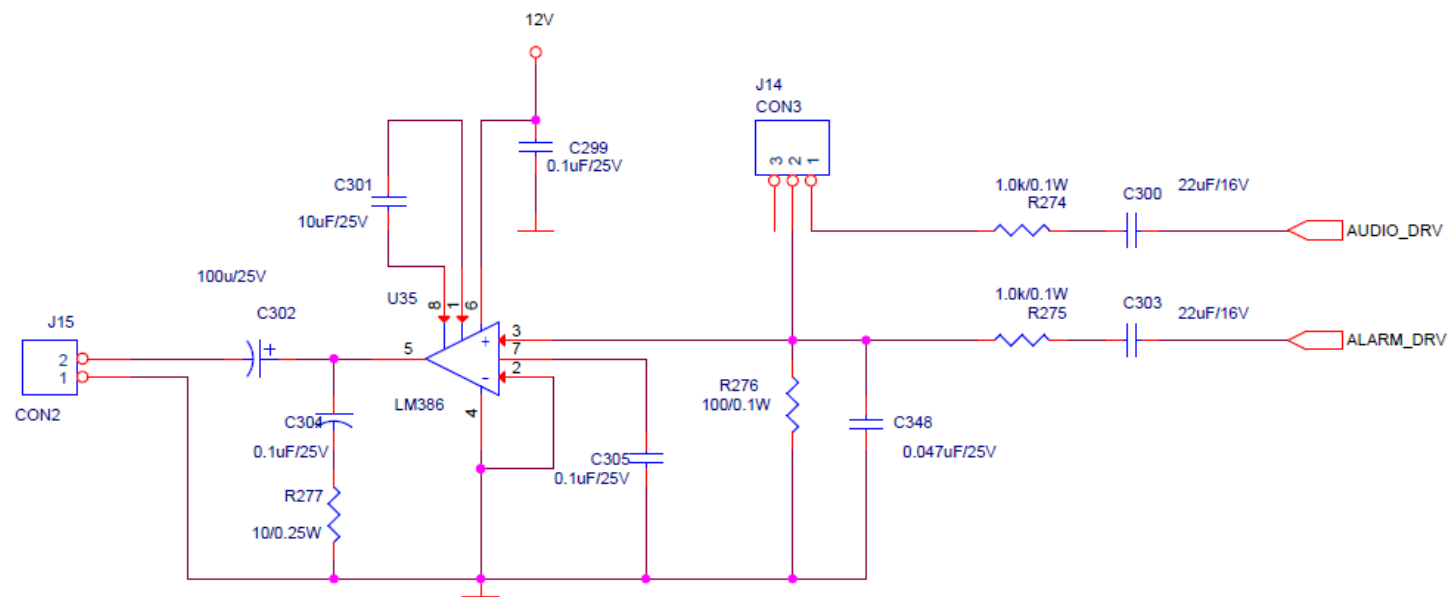 12V
J14
CON3
C299
0.1uF/25V
3 2 1
C301
10uF/25V
1.0k/0.1W
R274
C300
22uF/16V
AUDIO_DRV
100u/25V
C302
U35
8 1 6
1.0k/0.1W
R275
C303
22uF/16V
ALARM_DRV
J15
2
1
CON2
+
5
+
-
3
7
2
4
LM386
R276
100/0.1W
C348
0.047uF/25V
C304
0.1uF/25V
C305
0.1uF/25V
R277
10/0.25W